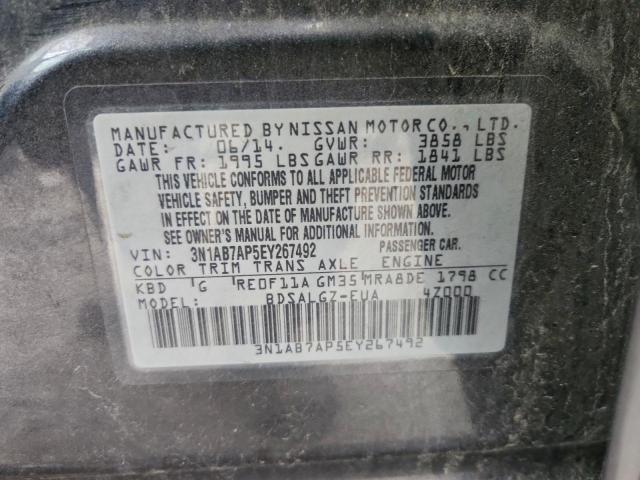 MANUFACTURED BY NISSAN MOTOR CO., LTD.
DATE: 06/14. GVWR: 3858 LBS
GAWR FR: 1995 LBS GAWR RR: 1841 LBS
THIS VEHICLE CONFORMS TO ALL APPLICABLE FEDERAL MOTOR
VEHICLE SAFETY, BUMPER AND THEFT PREVENTION STANDARDS
IN EFFECT ON THE DATE OF MANUFACTURE SHOWN ABOVE.
SEE OWNER'S MANUAL FOR ADDITIONAL INFORMATION.
VIN: 3N1AB7AP5EY267492 PASSENGER CAR.
COLOR TRIM TRANS AXLE ENGINE
KBD G RE0F11A GM35 MRA8DE 1798 CC
MODEL: BDSALGZ-EUA 4Z000
3N1AB7AP5EY267492